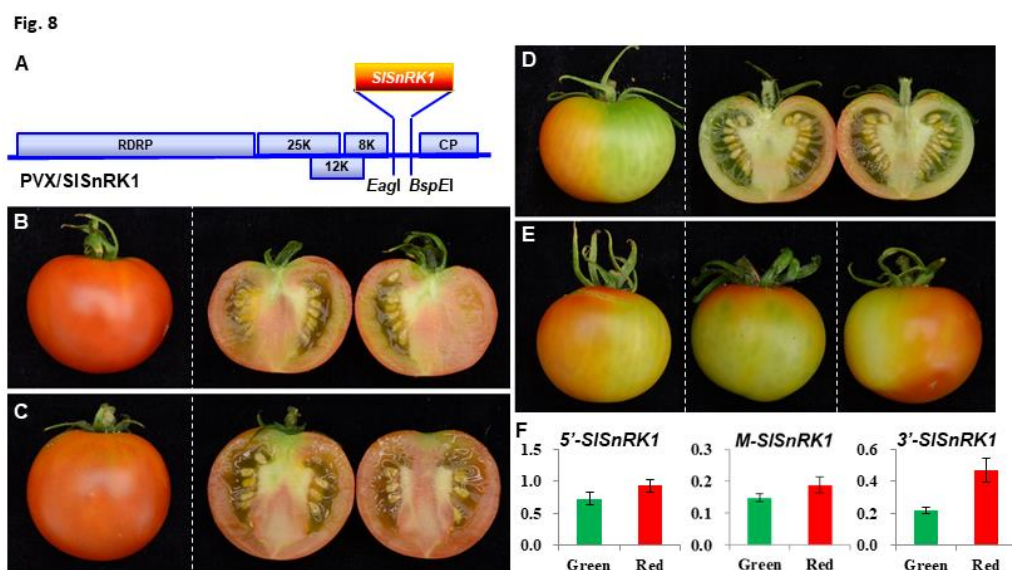 Fig. 8
A
SlSnRK1
RDRP
25K
8K
CP
12K
PVX/SlSnRK1
EagI
BspEI
B
C
D
E
F
5'-SlSnRK1
1.5
1.0
0.5
0.0
Green
Red
M-SlSnRK1
0.3
0.2
0.1
0.0
Green
Red
3'-SlSnRK1
0.6
0.4
0.2
0.0
Green
Red